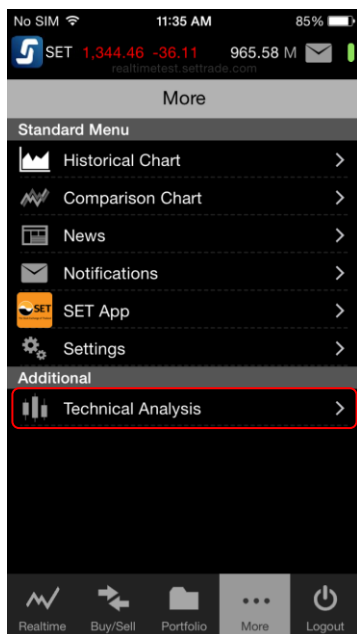 No SIM 11:35 AM 85%
SET 1,344.46 -36.11 965.58 M
realtimetest.settrade.com
More
Standard Menu
Historical Chart
Comparison Chart
News
Notifications
SET
SET App
Settings
Additional
Technical Analysis
Realtime Buy/Sell Portfolio More Logout